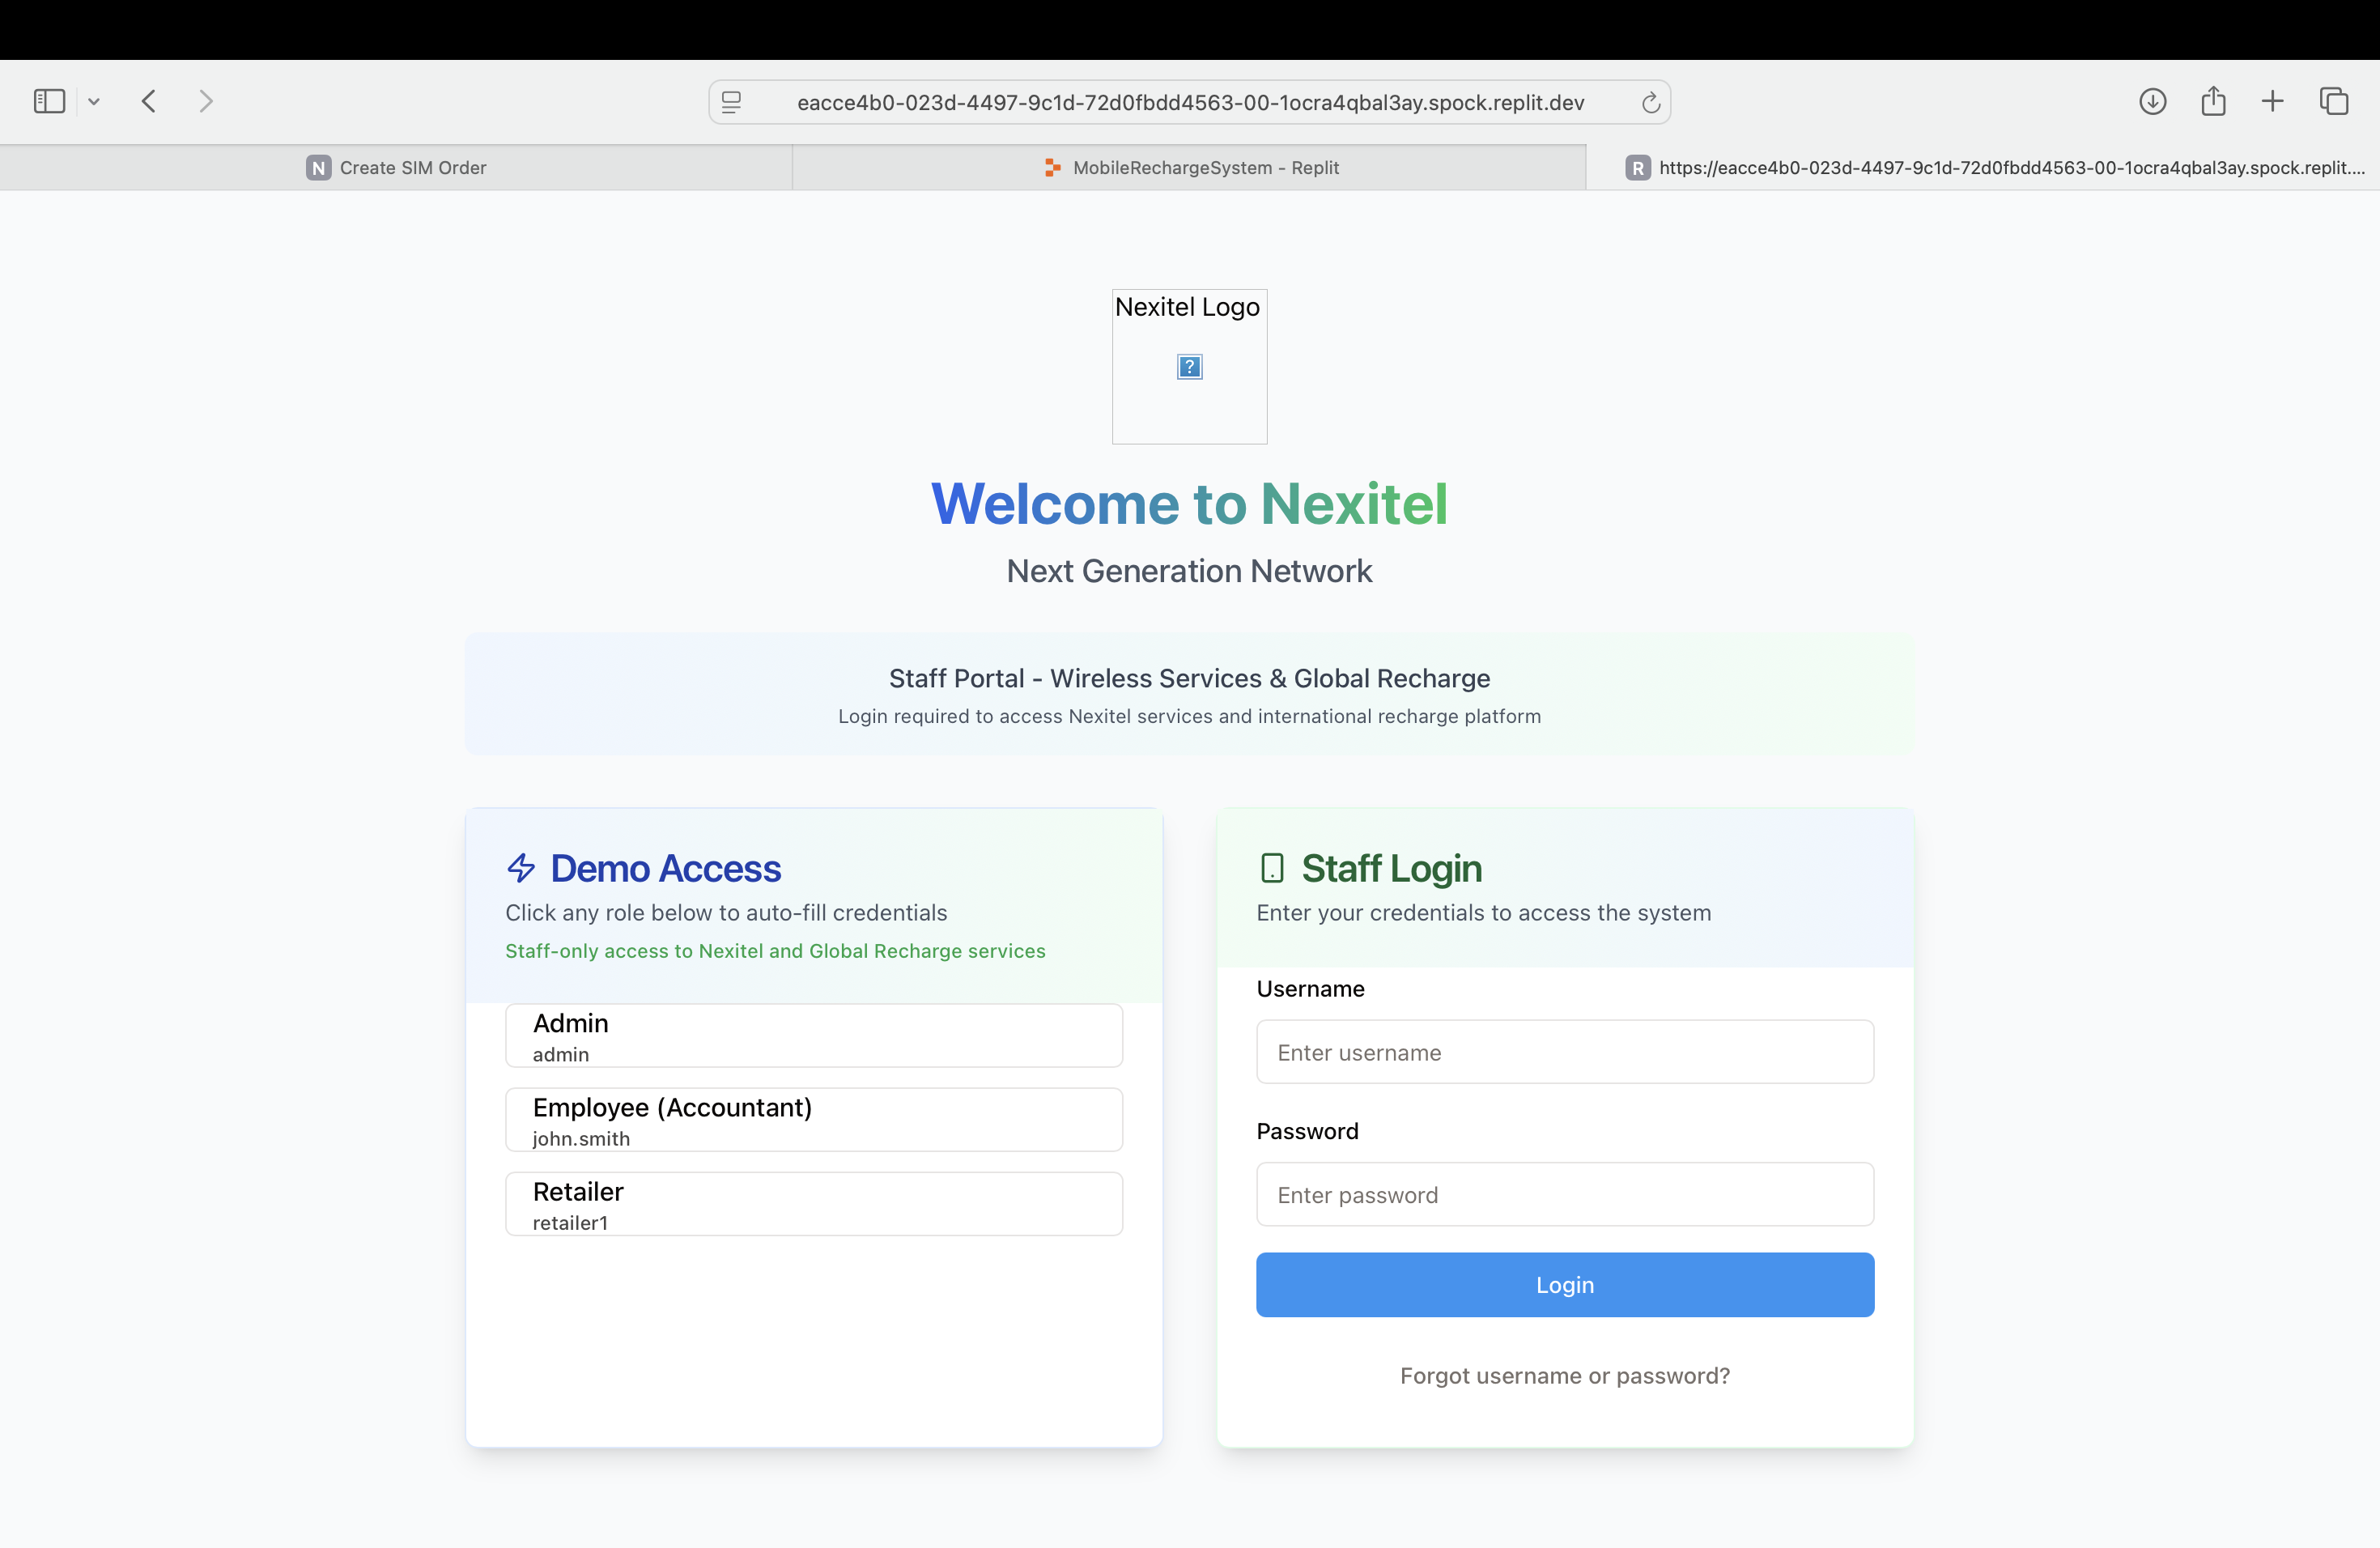 eacce4b0-023d-4497-9c1d-72d0fbdd4563-00-1ocra4qbal3ay.spock.replit.dev
N Create SIM Order
MobileRechargeSystem - Replit
R https://eacce4b0-023d-4497-9c1d-72d0fbdd4563-00-1ocra4qbal3ay.spock.replit....
Nexitel Logo
?
Welcome to Nexitel
Next Generation Network
Staff Portal - Wireless Services & Global Recharge
Login required to access Nexitel services and international recharge platform
Demo Access
Click any role below to auto-fill credentials
Staff-only access to Nexitel and Global Recharge services
Admin
admin
Employee (Accountant)
john.smith
Retailer
retailer1
Staff Login
Enter your credentials to access the system
Username
Enter username
Password
Enter password
Login
Forgot username or password?